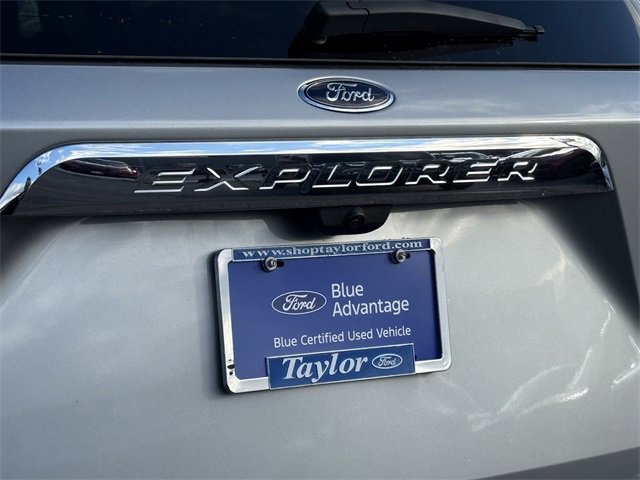 Ford
EXPLORER
www.shoptaylorford.com
Ford
Blue
Advantage
Blue Certified Used Vehicle
Taylor Ford